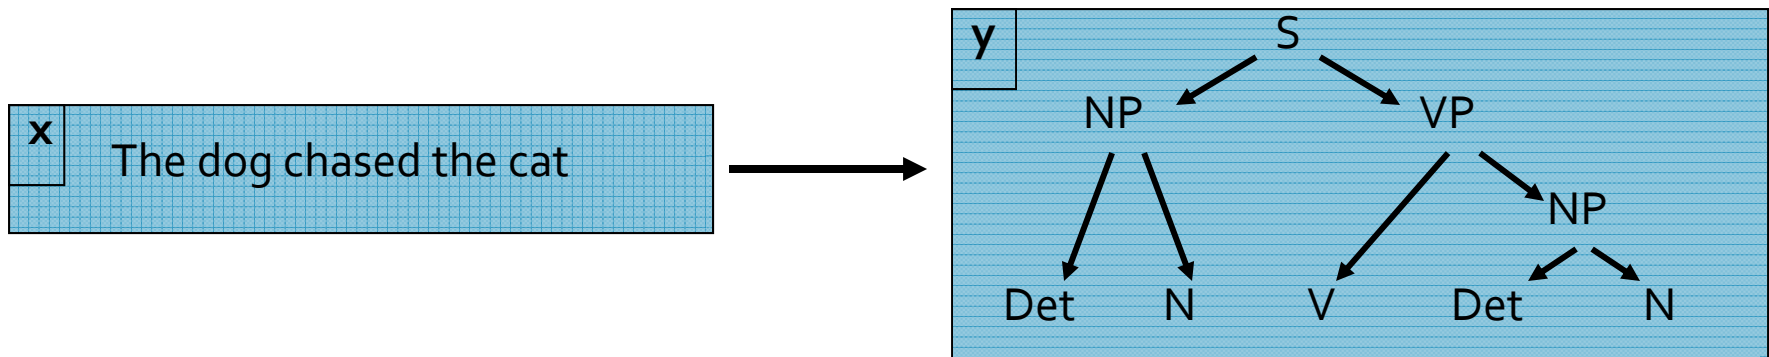 x
The dog chased the cat
y
S
NP VP
NP
Det N V Det N